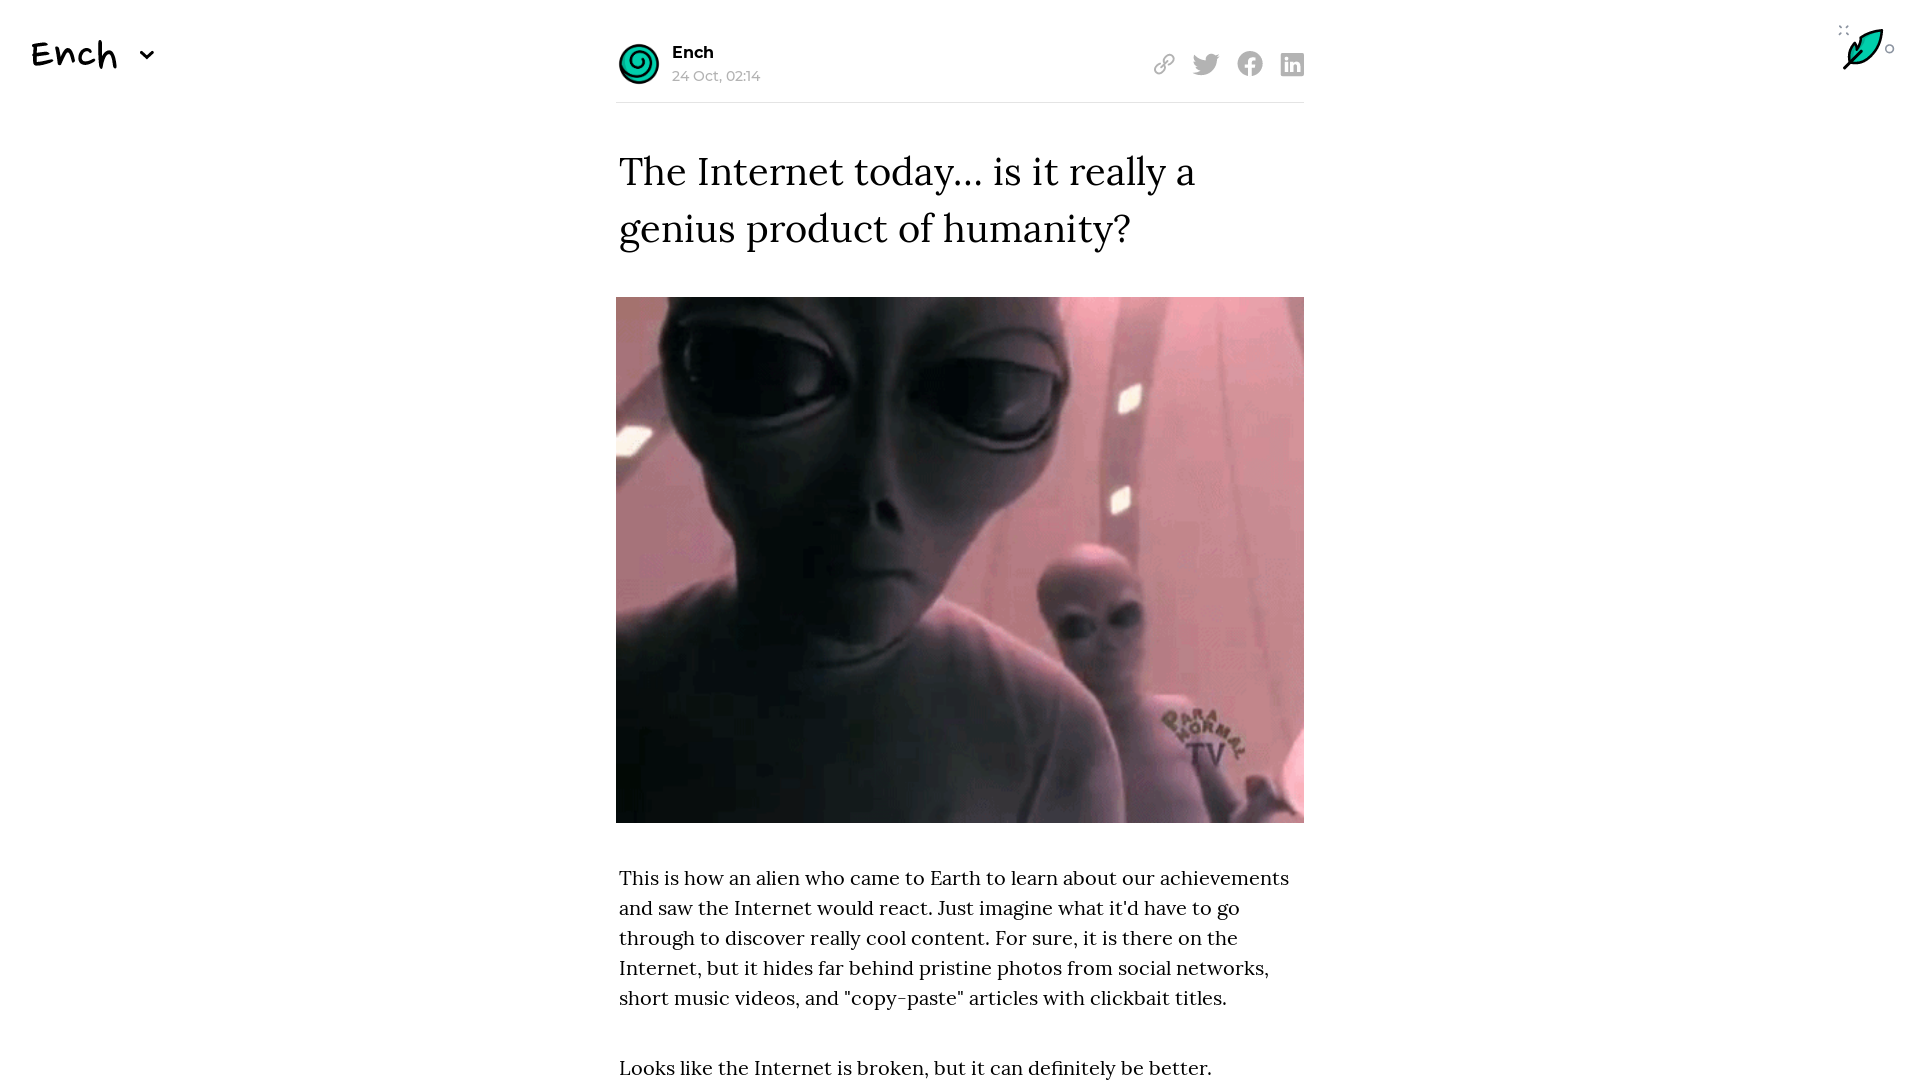 Ench
Ench
24 Oct, 02:14
The Internet today... is it really a
genius product of humanity?
PARA
NORMAL
TV
This is how an alien who came to Earth to learn about our achievements
and saw the Internet would react. Just imagine what it'd have to go
through to discover really cool content. For sure, it is there on the
Internet, but it hides far behind pristine photos from social networks,
short music videos, and "copy-paste" articles with clickbait titles.
Looks like the Internet is broken, but it can definitely be better.